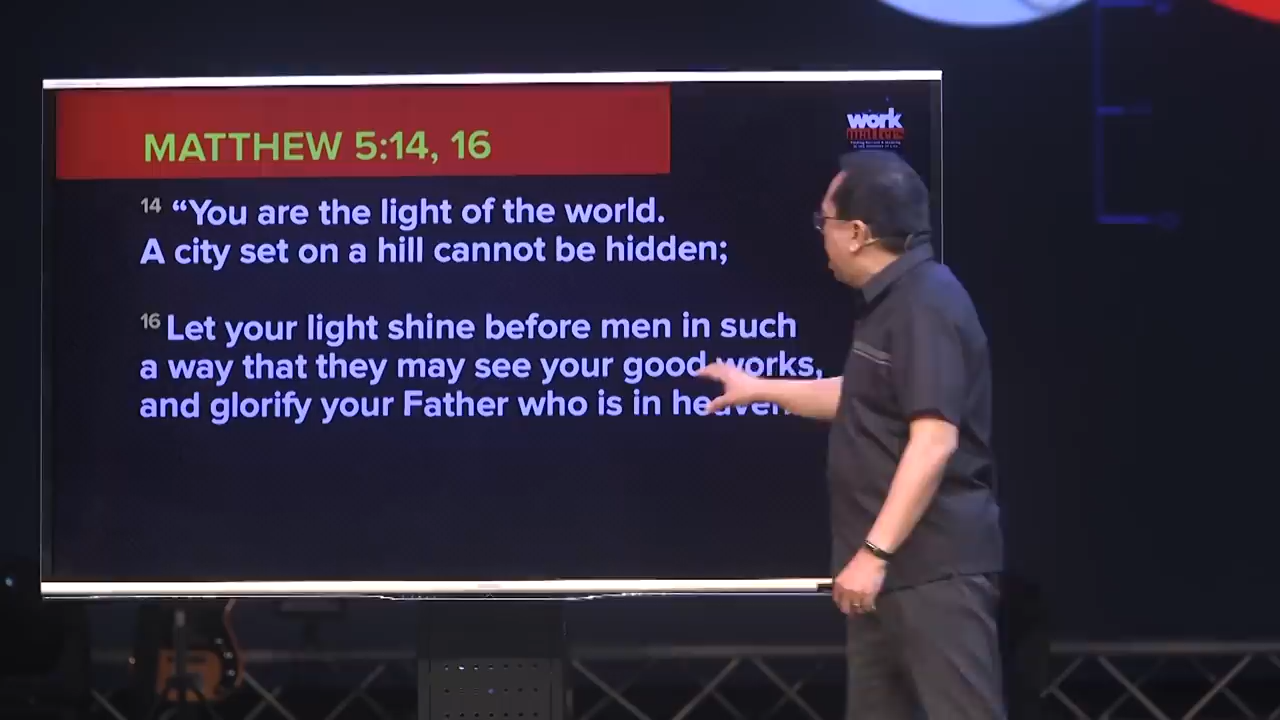 MATTHEW 5:14, 16
work
14 “You are the light of the world.
A city set on a hill cannot be hidden;
16 Let your light shine before men in such
a way that they may see your good works,
and glorify your Father who is in heaven.